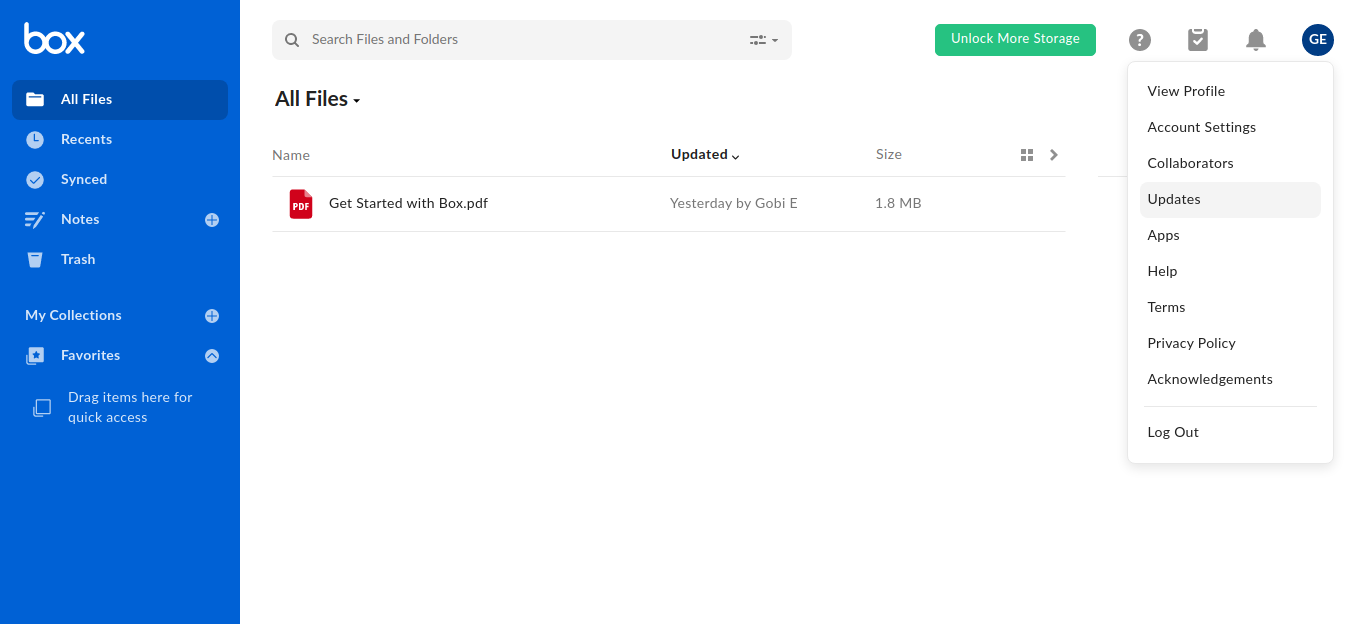 box
All Files
Recents
Synced
Notes
Trash
My Collections
Favorites
Drag items here for
quick access
Search Files and Folders
Unlock More Storage
?
GE
All Files
Name
Updated
Size
PDF
Get Started with Box.pdf
Yesterday by Gobi E
1.8 MB
View Profile
Account Settings
Collaborators
Updates
Apps
Help
Terms
Privacy Policy
Acknowledgements
Log Out